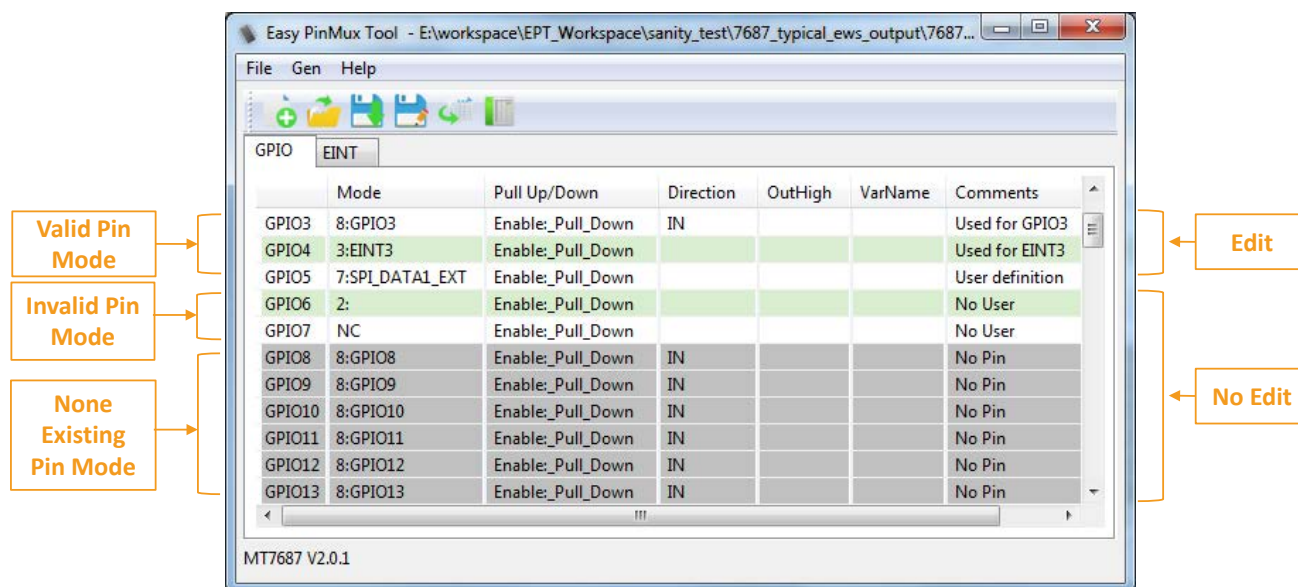 Easy PinMux Tool - E:\workspace\EPT_Workspace\sanity_test\7687_typical_ews_output\7687...
File Gen Help
GPIO EINT
Mode Pull Up/Down Direction OutHigh VarName Comments
GPIO3 8:GPIO3 Enable:_Pull_Down IN Used for GPIO3
GPIO4 3:EINT3 Enable:_Pull_Down Used for EINT3
GPIO5 7:SPI_DATA1_EXT Enable:_Pull_Down User definition
GPIO6 2: Enable:_Pull_Down No User
GPIO7 NC Enable:_Pull_Down No User
GPIO8 8:GPIO8 Enable:_Pull_Down IN No Pin
GPIO9 8:GPIO9 Enable:_Pull_Down IN No Pin
GPIO10 8:GPIO10 Enable:_Pull_Down IN No Pin
GPIO11 8:GPIO11 Enable:_Pull_Down IN No Pin
GPIO12 8:GPIO12 Enable:_Pull_Down IN No Pin
GPIO13 8:GPIO13 Enable:_Pull_Down IN No Pin
MT7687 V2.0.1
Valid Pin
Mode
Invalid Pin
Mode
None
Existing
Pin Mode
Edit
No Edit